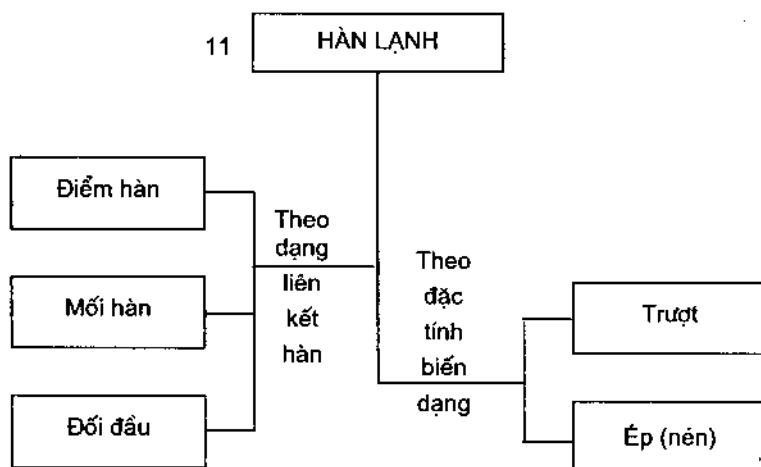 11
HÀN LẠNH
Điểm hàn
Mối hàn
Đối đầu
Theo
dạng
liên
kết
hàn
Theo
đặc
tính
biến
dạng
Trượt
Ép (nén)